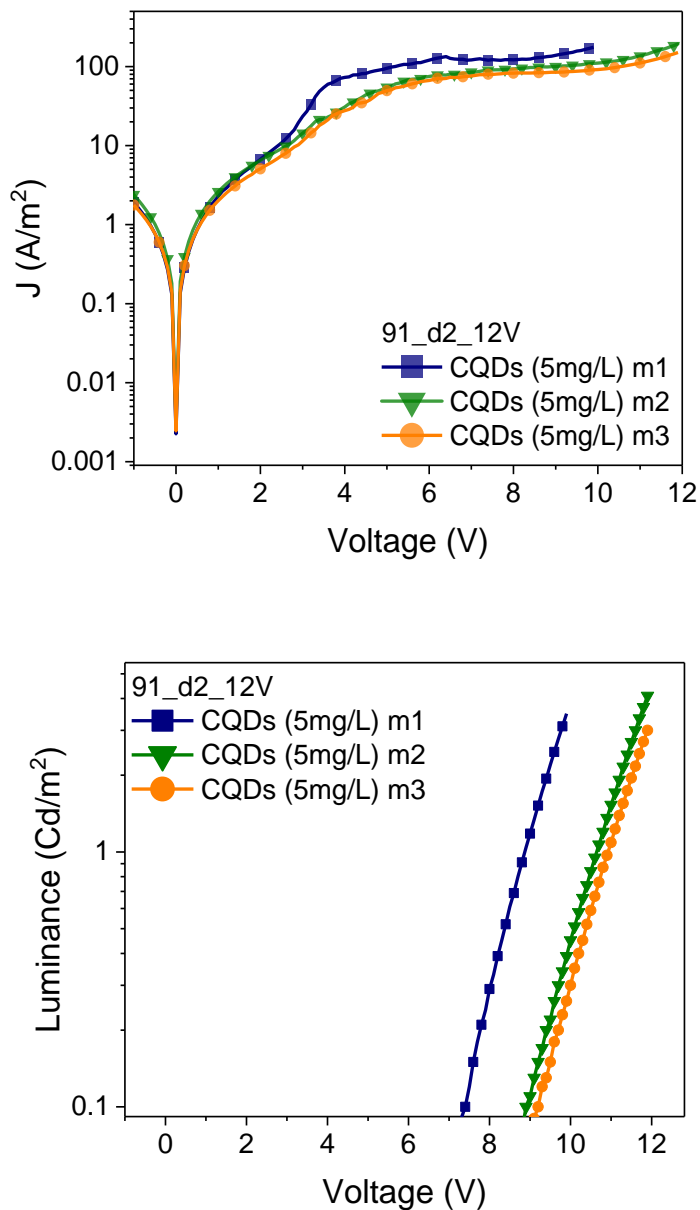 100
10
1
0.1
0.01
0.001
J (A/m²)
91_d2_12V
CQDs (5mg/L) m1
CQDs (5mg/L) m2
CQDs (5mg/L) m3
0 2 4 6 8 10 12
Voltage (V)
91_d2_12V
CQDs (5mg/L) m1
CQDs (5mg/L) m2
CQDs (5mg/L) m3
Luminance (Cd/m²)
1
0.1
0 2 4 6 8 10 12
Voltage (V)